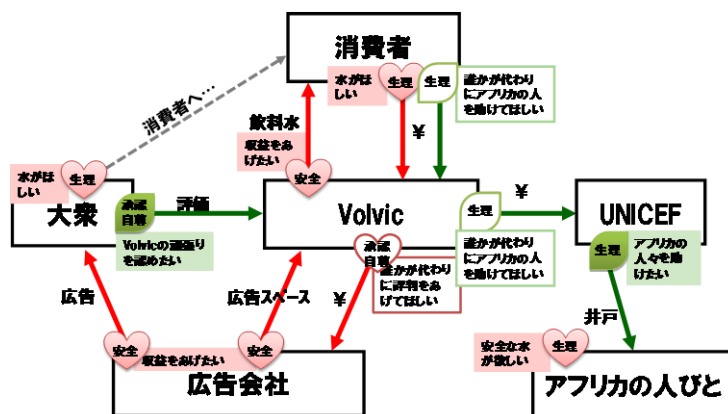 消費者
水がほ
しい
生理
生理
誰かが代わり
にアフリカの人
を助けてほしい
消費者へ…
飲料水
収益をあ
げたい
¥
安全
水がほ
しい
生理
大衆
承認
自尊
評価
Volvicの頑張り
を認めたい
Volvic
生理
¥
UNICEF
承認
自尊
誰かが代わり
に評判をあ
げてほしい
誰かが代わり
にアフリカの人
を助けてほしい
生理
アフリカの
人々を助
けたい
広告
広告スペース
¥
井戸
安全
収益をあげたい
安全
広告会社
安全な水
が欲しい
生理
アフリカの人びと